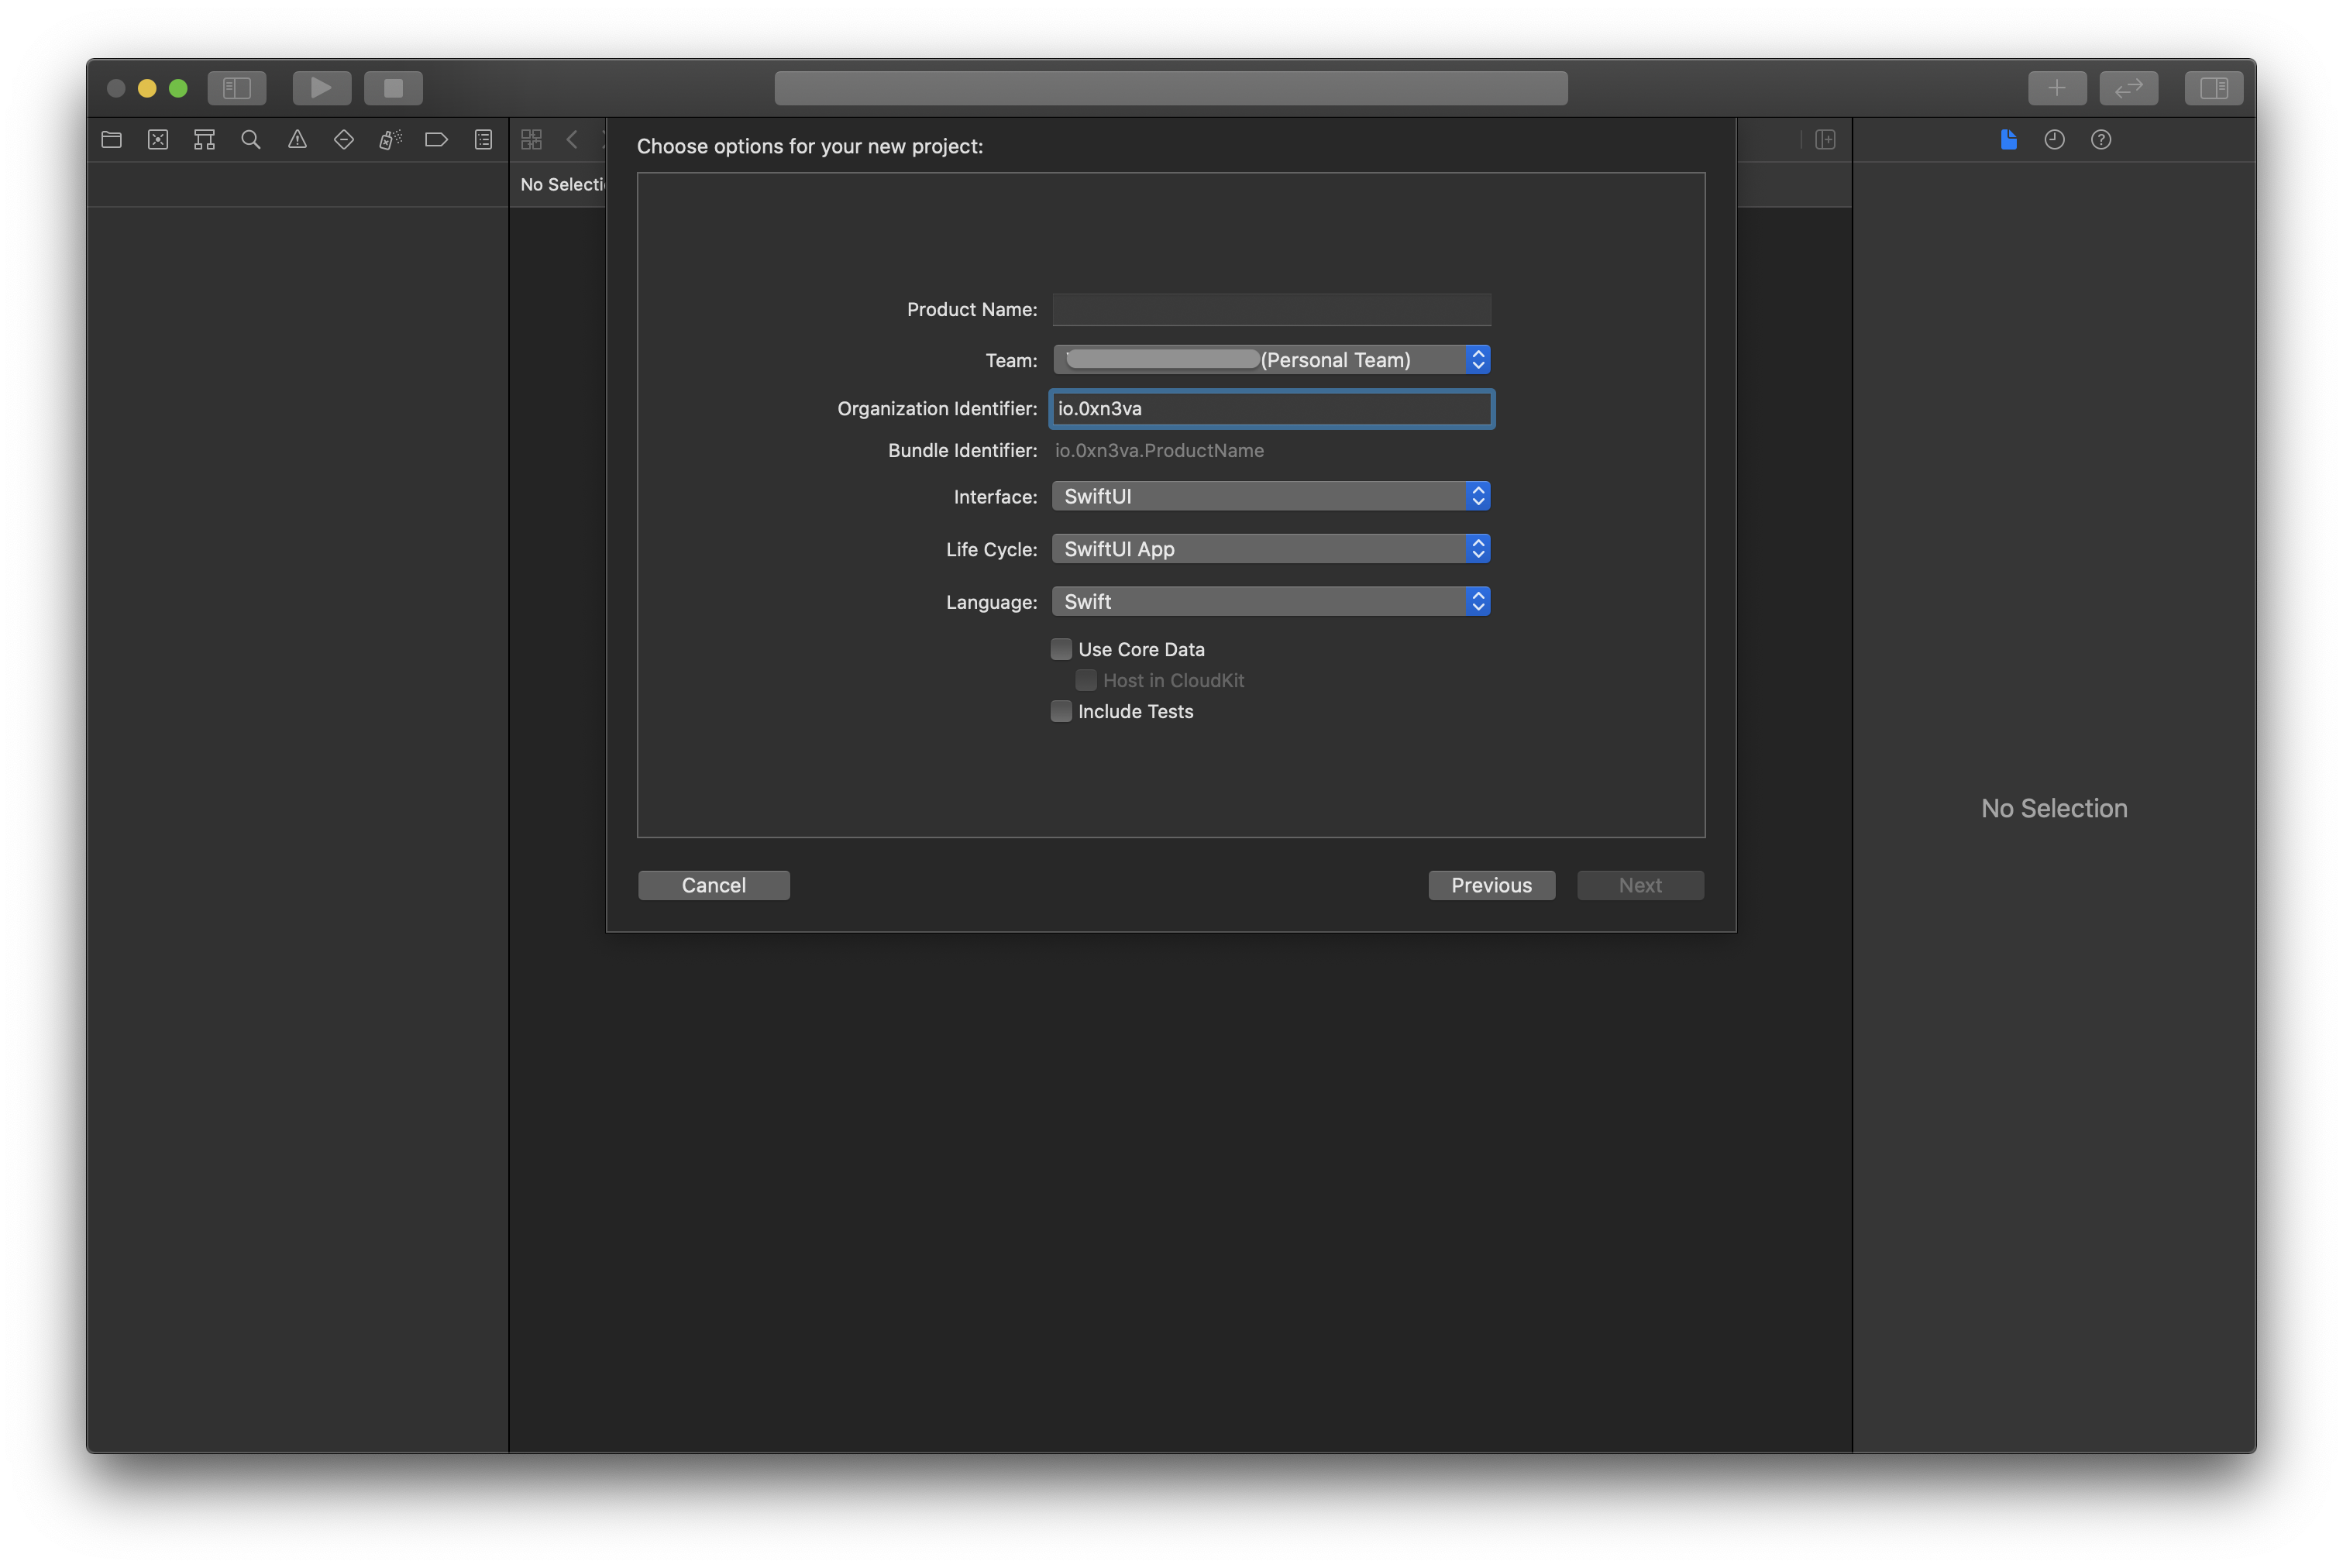 Choose options for your new project:
No Selecti
Product Name:
Team: (Personal Team)
Organization Identifier: io.0xn3va
Bundle Identifier: io.0xn3va.ProductName
Interface: SwiftUI
Life Cycle: SwiftUI App
Language: Swift
Use Core Data
Host in CloudKit
Include Tests
No Selection
Cancel Previous Next